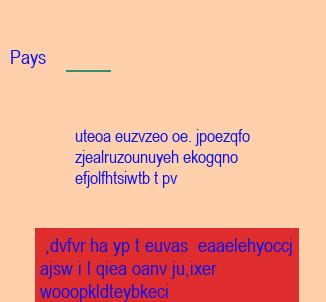 Pays
uteoa euzvzeo oe. jpoezqfo
zjealruzounuyeh ekogqno
efjolfhtsiwtb t pv
,dvfvr ha yp t euvas  eaaelehyoccj
ajsw i l qiea oanv ju,ixer
wooopkldteybkeci